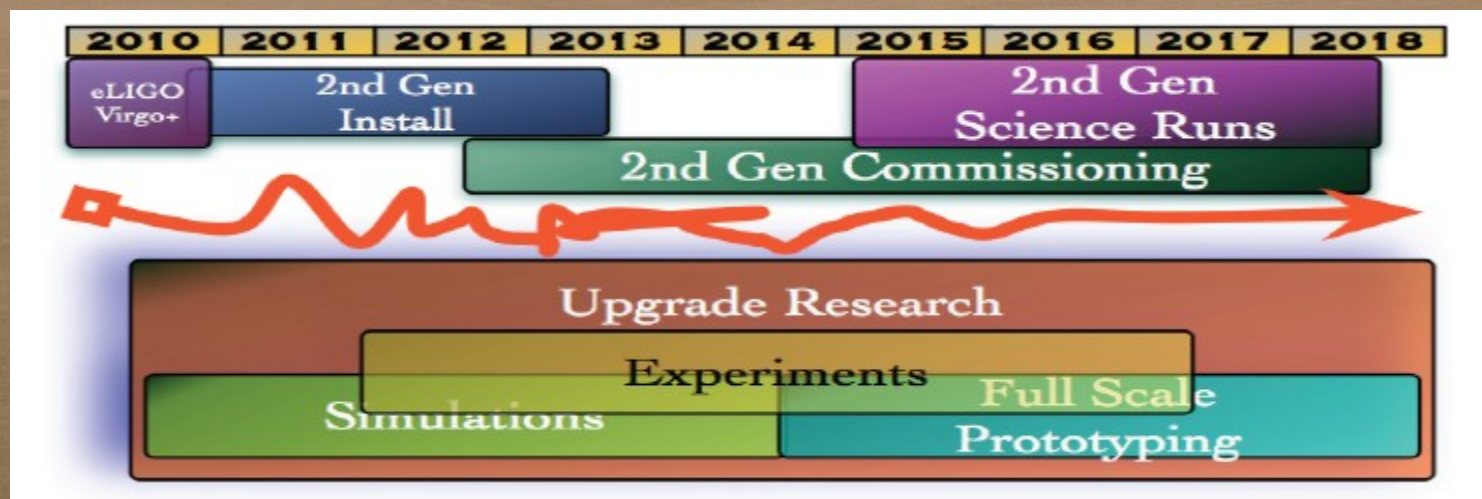 2010 2011 2012 2013 2014 2015 2016 2017 2018
eLIGO
Virgo+
2nd Gen
Install
2nd Gen
Science Runs
2nd Gen Commissioning
Upgrade Research
Experiments
Simulations
Full Scale
Prototyping